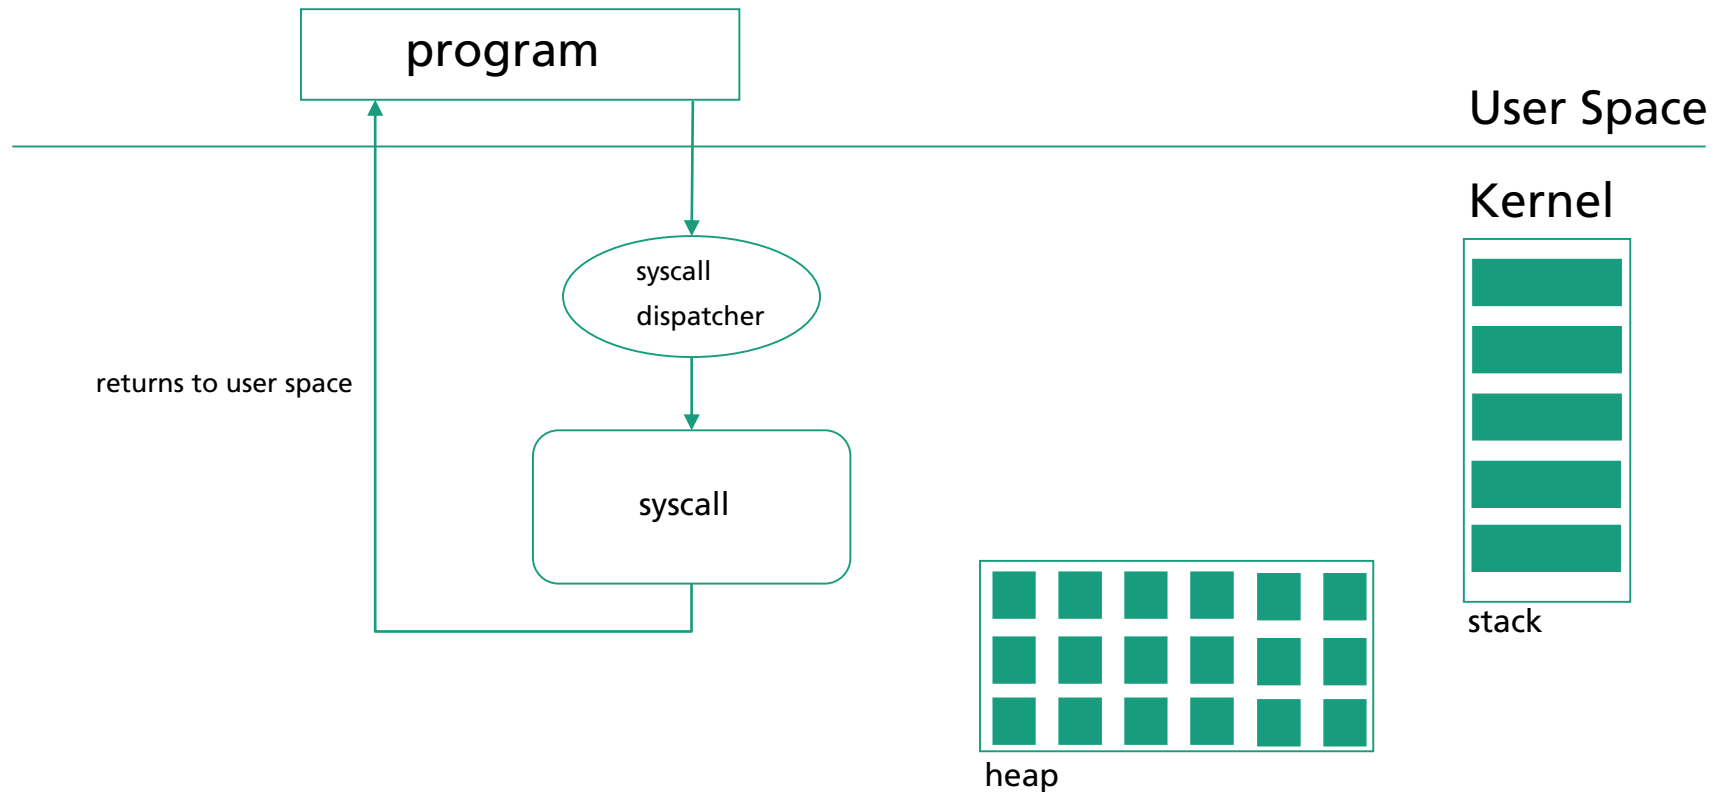 program
User Space
Kernel
syscall
dispatcher
returns to user space
syscall
stack
heap